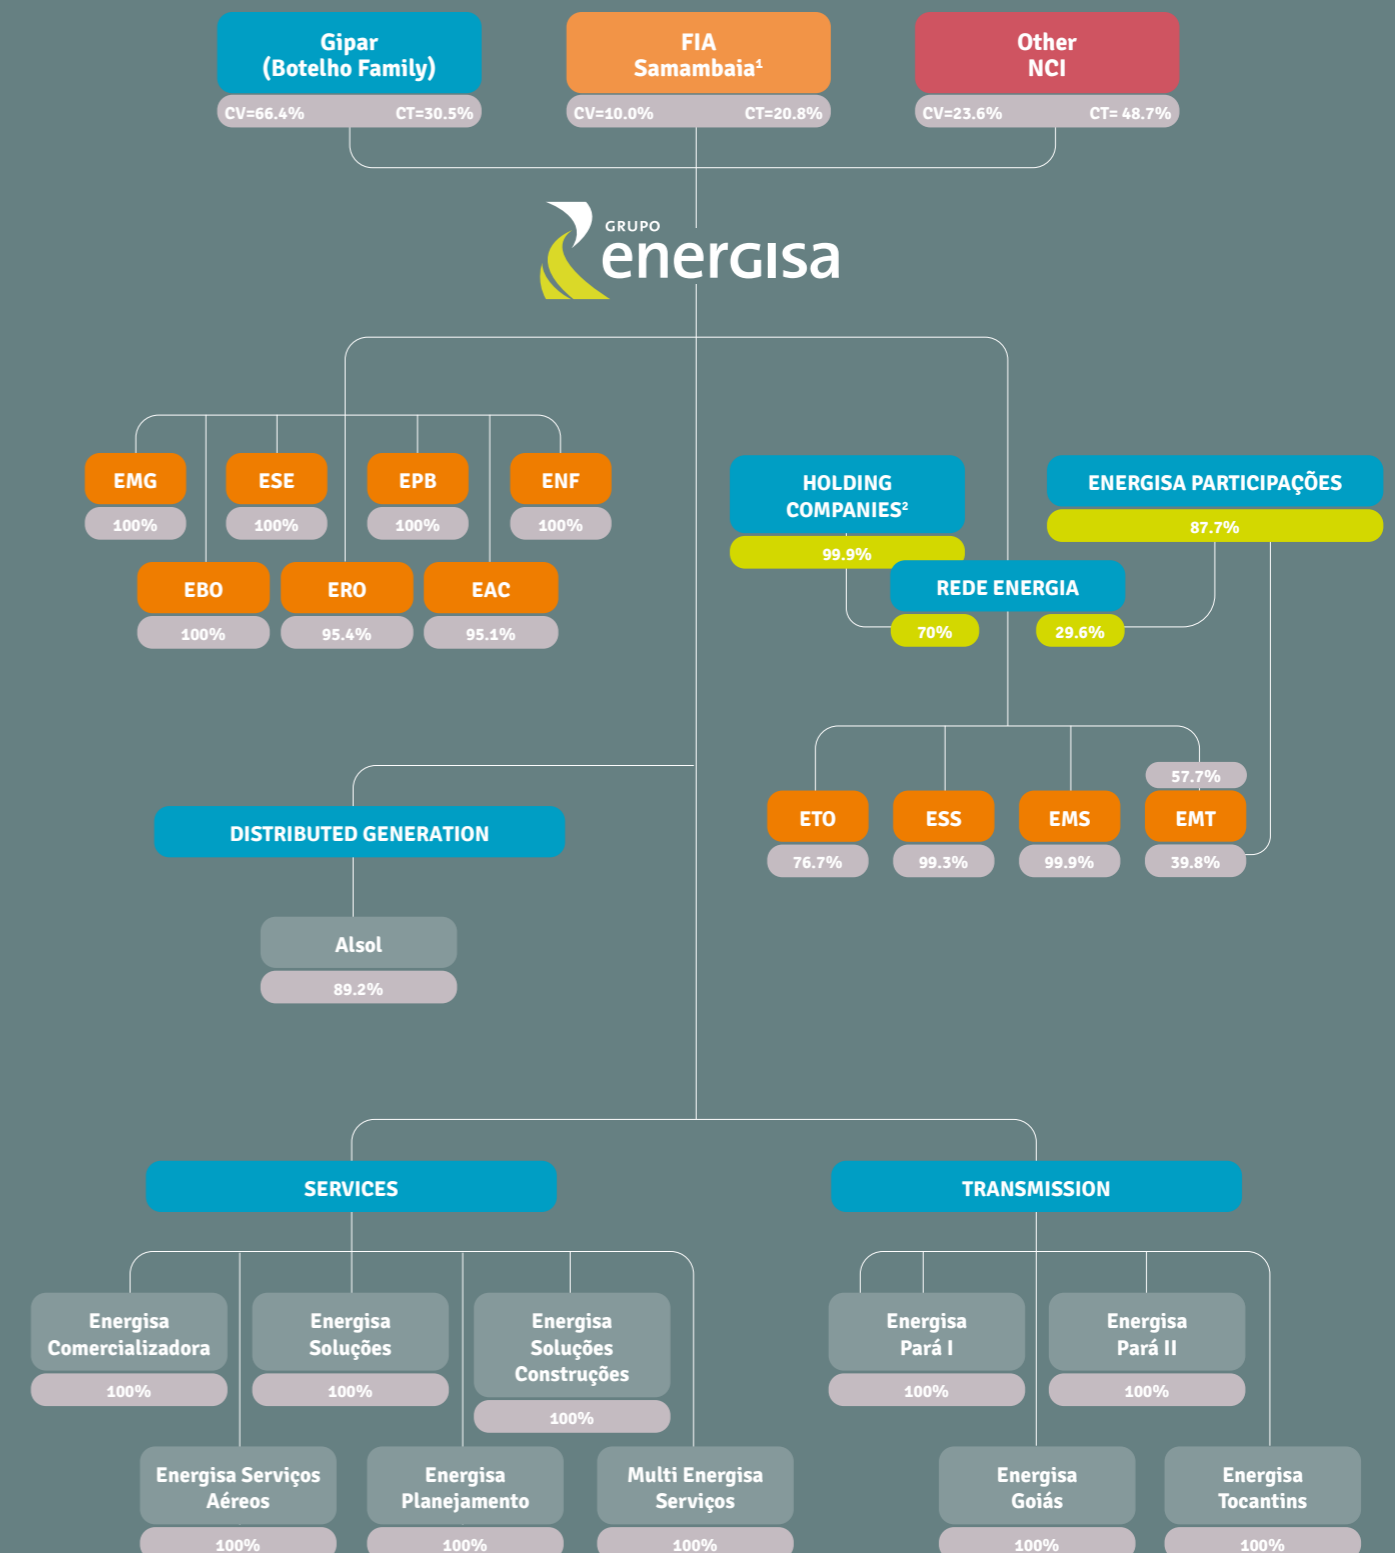 Gipar
(Botelho Family)
CV=66.4% CT=30.5%
FIA
Samambaia¹
CV=10.0% CT=20.8%
Other
NCI
CV=23.6% CT= 48.7%
GRUPO
energisa
EMG
100%
ESE
100%
EPB
100%
ENF
100%
EBO
100%
ERO
95.4%
EAC
95.1%
HOLDING
COMPANIES²
99.9%
ENERGISA PARTICIPAÇÕES
87.7%
REDE ENERGIA
70%
29.6%
57.7%
ETO
76.7%
ESS
99.3%
EMS
99.9%
EMT
39.8%
DISTRIBUTED GENERATION
Alsol
89.2%
SERVICES
Energisa
Comercializadora
100%
Energisa
Soluções
100%
Energisa
Soluções
Construções
100%
Energisa Serviços
Aéreos
100%
Energisa
Planejamento
100%
Multi Energisa
Serviços
100%
TRANSMISSION
Energisa
Pará I
100%
Energisa
Pará II
100%
Energisa
Goiás
100%
Energisa
Tocantins
100%